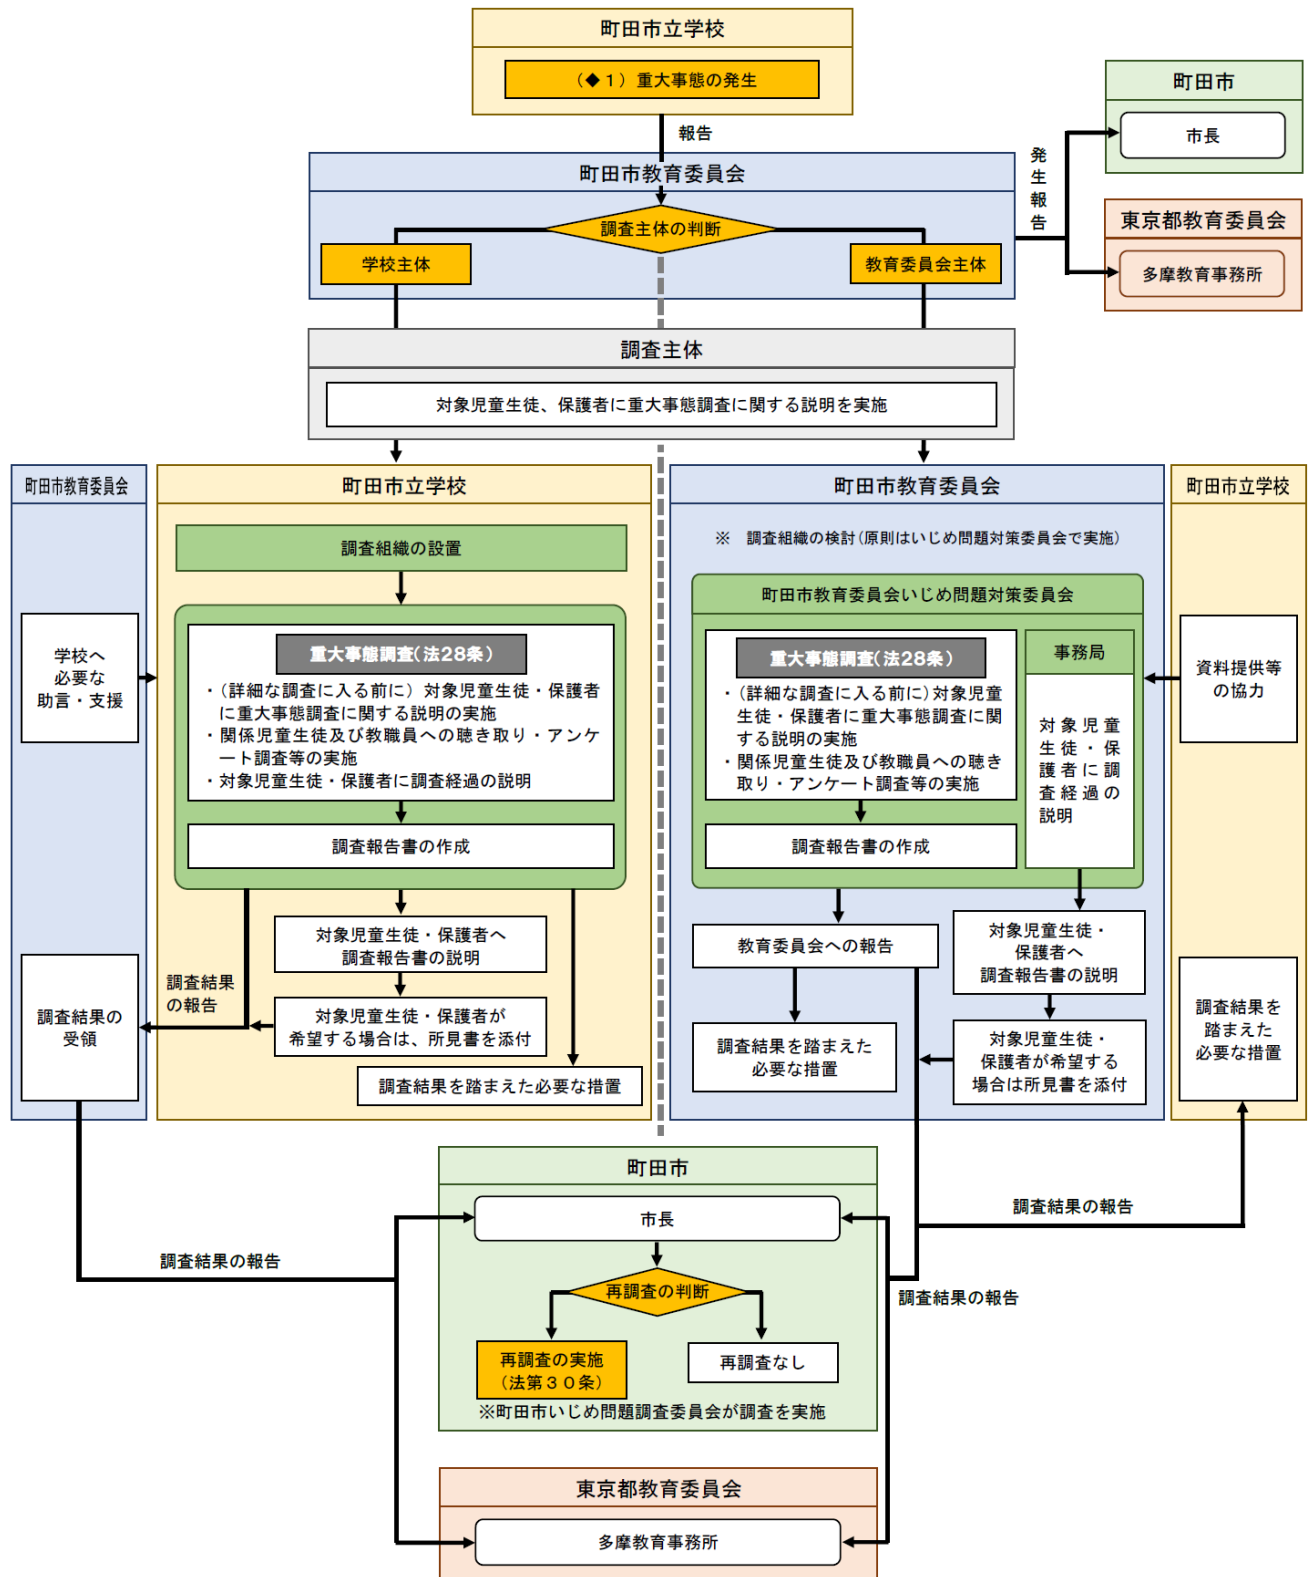 町田市立学校
（◆１）重大事態の発生
報告
町田市
市長
発
生
報
告
東京都教育委員会
多摩教育事務所
町田市教育委員会
調査主体の判断
学校主体
教育委員会主体
調査主体
対象児童生徒、保護者に重大事態調査に関する説明を実施
町田市教育委員会
学校へ
必要な
助言・支援
調査結果の
受領
町田市立学校
調査組織の設置
重大事態調査（法28条）
・（詳細な調査に入る前に）対象児童生徒・保護者
に重大事態調査に関する説明の実施
・関係児童生徒及び教職員への聴き取り・アンケ
ート調査等の実施
・対象児童生徒・保護者に調査経過の説明
調査報告書の作成
対象児童生徒・保護者へ
調査報告書の説明
調査結果
の報告
対象児童生徒・保護者が
希望する場合は、所見書を添付
調査結果を踏まえた必要な措置
町田市教育委員会
※　調査組織の検討（原則はいじめ問題対策委員会で実施）
町田市教育委員会いじめ問題対策委員会
重大事態調査（法28条）
・（詳細な調査に入る前に）対象児童
生徒・保護者に重大事態調査に関
する説明の実施
・関係児童生徒及び教職員への聴き
取り・アンケート調査等の実施
調査報告書の作成
事務局
対象児童
生徒・保
護者に調
査経過の
説明
教育委員会への報告
対象児童生徒・
保護者へ
調査報告書の説明
調査結果を踏まえた
必要な措置
対象児童生徒・
保護者が希望する
場合は所見書を添付
町田市立学校
資料提供等
の協力
調査結果を
踏まえた
必要な措置
町田市
市長
調査結果の報告
調査結果の報告
調査結果の報告
再調査の判断
再調査の実施
（法第３０条）
再調査なし
※町田市いじめ問題調査委員会が調査を実施
東京都教育委員会
多摩教育事務所